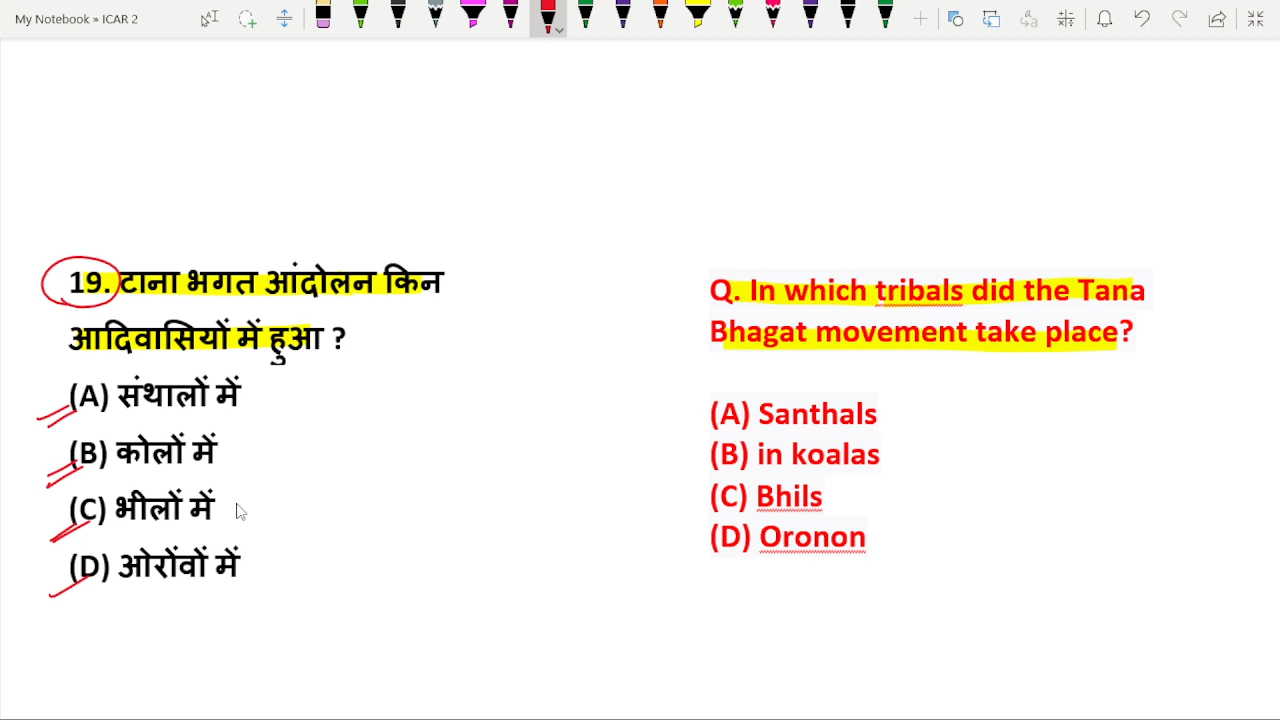 My Notebook » ICAR 2
19. टाना भगत आंदोलन किन
आदिवासियों में हुआ ?
(A) संथालों में
(B) कोलों में
(C) भीलों में
(D) ओरोंवों में
Q. In which tribals did the Tana
Bhagat movement take place?
(A) Santhals
(B) in koalas
(C) Bhils
(D) Oronon